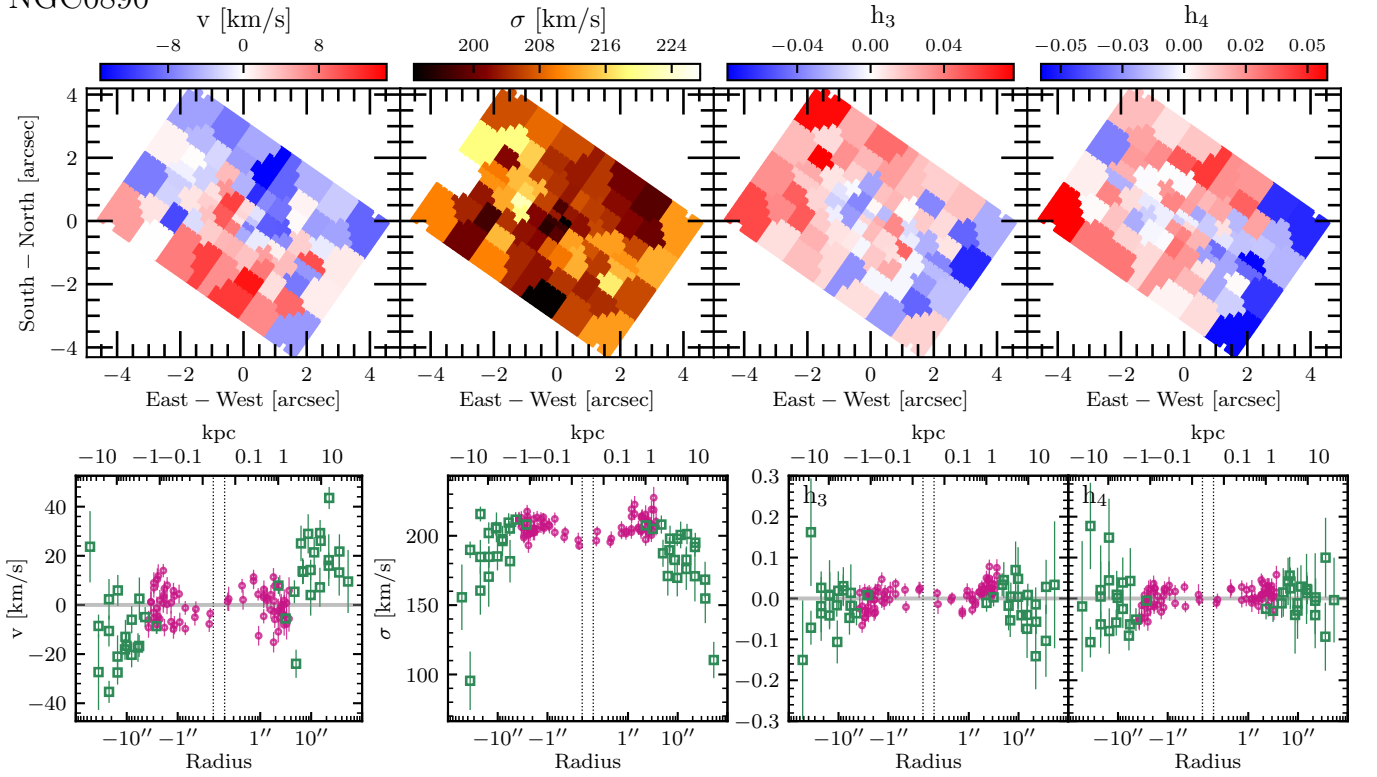 v [km/s] σ [km/s] h3 h4
−8 0 8 200 208 216 224 −0.04 0.00 0.04 −0.05 −0.03 0.00 0.02 0.05
4
2
0
−2
−4
South − North [arcsec]
−4 −2 0 2 4 −4 −2 0 2 4 −4 −2 0 2 4 −4 −2 0 2 4
East − West [arcsec] East − West [arcsec] East − West [arcsec] East − West [arcsec]
kpc kpc kpc kpc
−10 −1 −0.1 0.1 1 10 −10 −1 −0.1 0.1 1 10 −10 −1 −0.1 0.1 1 10 −10 −1 −0.1 0.1 1 10
v [km/s]
40
20
0
−20
−40
σ [km/s]
200
150
100
h3 h4
0.3
0.2
0.1
0.0
−0.1
−0.2
−0.3
−10″ −1″ 1″ 10″ −10″ −1″ 1″ 10″ −10″ −1″ 1″ 10″ −10″ −1″ 1″ 10″
Radius Radius Radius Radius